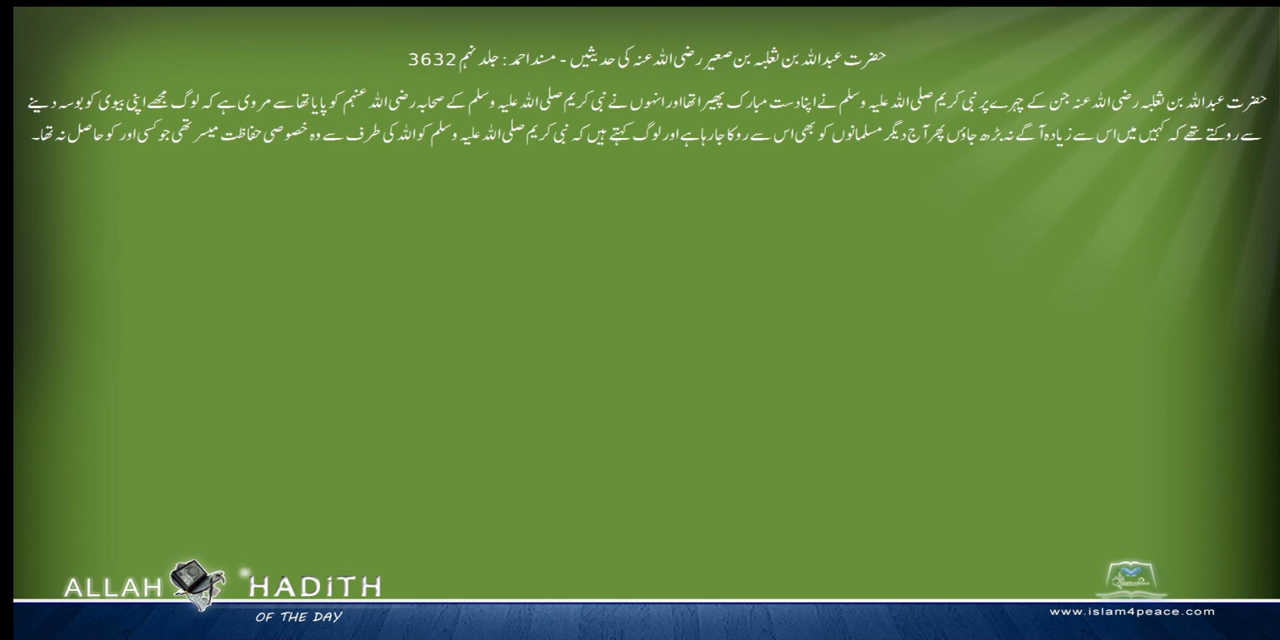 حضرت عبداللہ بن ثعلبہ بن صعیر رضی اللہ عنہ کی حدیثیں - مسند احمد : جلد نہم 3632
حضرت عبداللہ بن ثعلبہ رضی اللہ عنہ جن کے چہرے پر نبی کریم صلی اللہ علیہ وسلم نے اپنا دست مبارک پھیرا تھا اور انہوں نے نبی کریم صلی اللہ علیہ وسلم کے صحابہ رضی اللہ عنہم کو پایا تھا سے مروی ہے کہ لوگ مجھے اپنی بیوی کو بوسہ دینے
سے روکتے تھے کہ کہیں میں اس سے زیادہ آگے نہ بڑھ جاؤں پھر آج دیگر مسلمانوں کو بھی اس سے روکا جا رہا ہے اور لوگ کہتے ہیں کہ نبی کریم صلی اللہ علیہ وسلم کو اللہ کی طرف سے وہ خصوصی حفاظت میسر تھی جو کسی اور کو حاصل نہ تھا۔
ALLAH HADITH
OF THE DAY
www.islam4peace.com